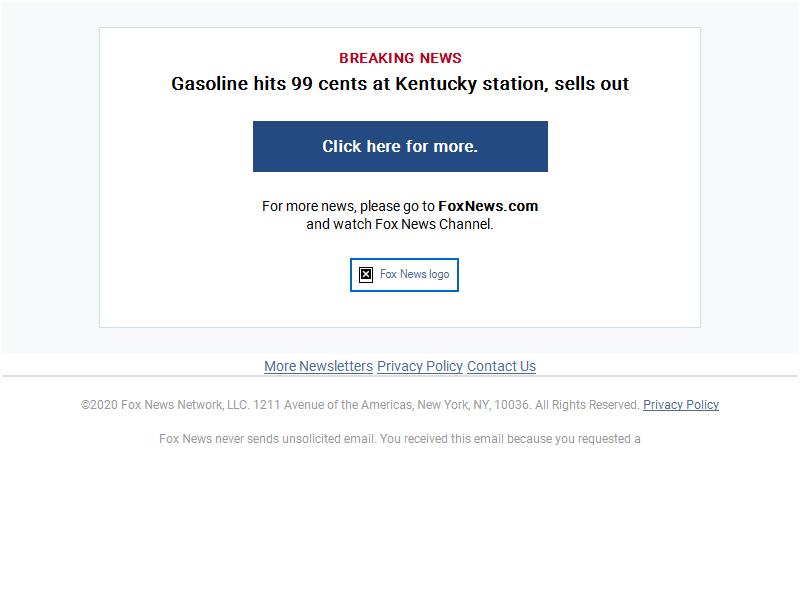 BREAKING NEWS
Gasoline hits 99 cents at Kentucky station, sells out
Click here for more.
For more news, please go to FoxNews.com
and watch Fox News Channel.
Fox News logo
More Newsletters Privacy Policy Contact Us
©2020 Fox News Network, LLC. 1211 Avenue of the Americas, New York, NY, 10036. All Rights Reserved. Privacy Policy
Fox News never sends unsolicited email. You received this email because you requested a